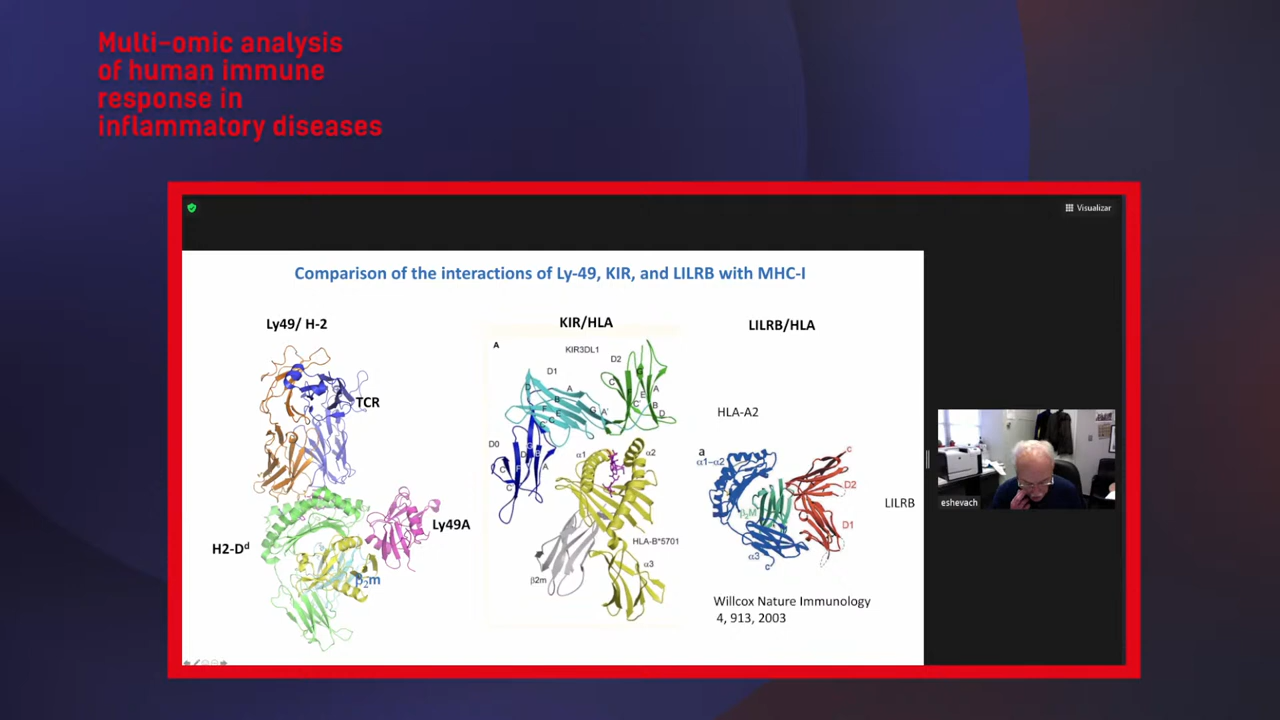 Multi-omic analysis
of human immune
response in
inflammatory diseases
Visualizar
Comparison of the interactions of Ly-49, KIR, and LILRB with MHC-I
Ly49/ H-2
TCR
H2-Dᵈ
Ly49A
β₂m
KIR/HLA
A
KIR3DL1
D2
D1
D0
α1
α2
HLA-B*5701
β2m
α3
LILRB/HLA
HLA-A2
a
α1–α2
β₂M
D2
D1
α3
C
C'
LILRB
Willcox Nature Immunology
4, 913, 2003
eshevach